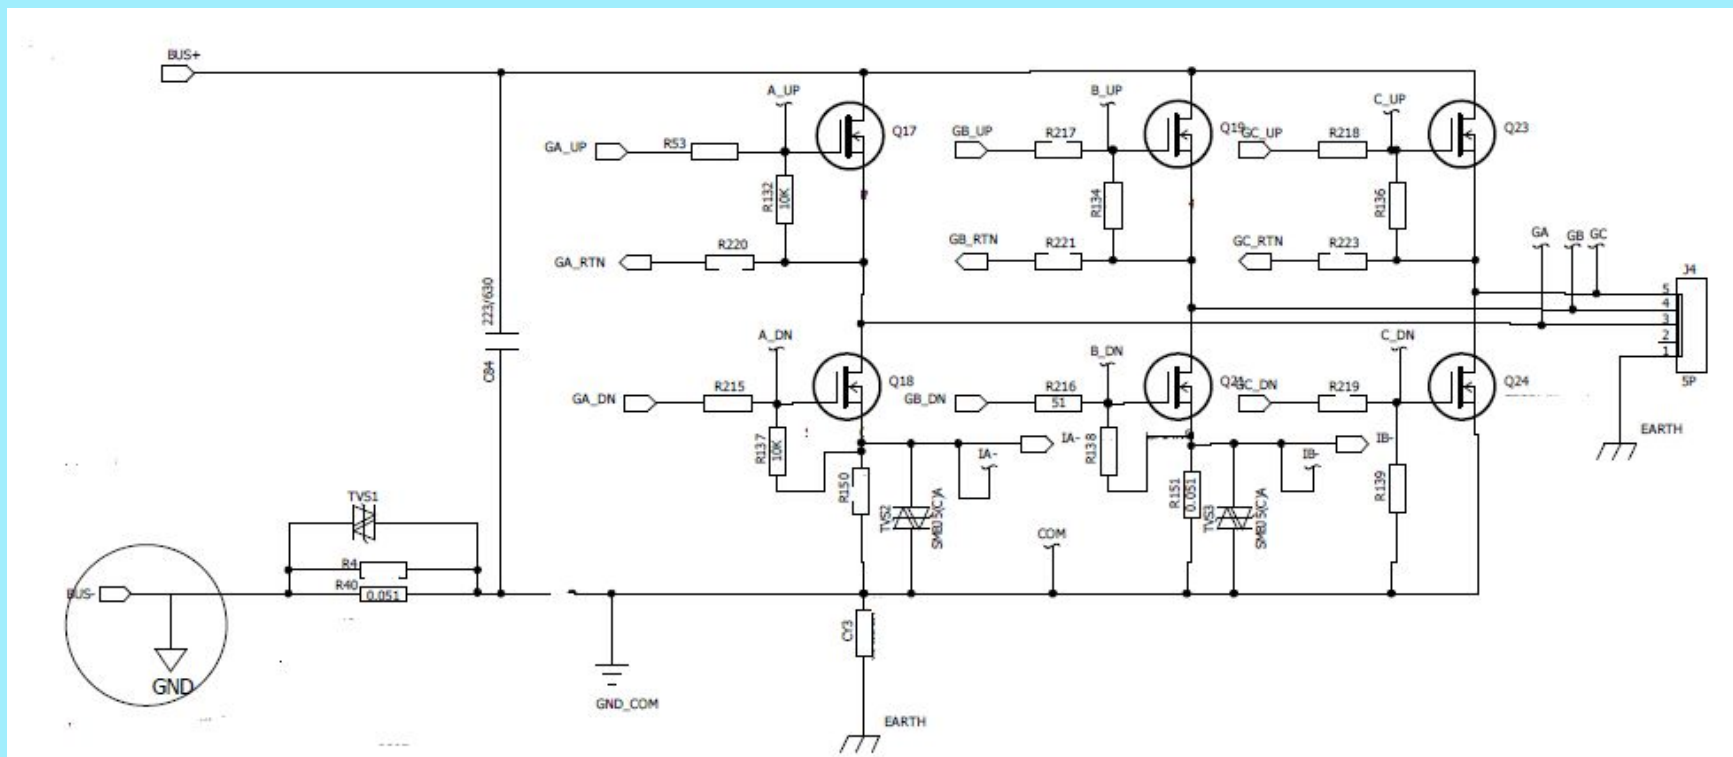 BUS+
A_UP
B_UP
C_UP
Q17
Q19
Q23
GA_UP
R53
GB_UP
R217
GC_UP
R218
R132
10K
R134
R136
GA_RTN
R220
GB_RTN
R221
GC_RTN
R223
GA
GB
GC
J4
5
4
3
2
1
5P
223/630
C84
A_DN
B_DN
C_DN
Q18
Q21
Q24
GA_DN
R215
GB_DN
R216
51
GC_DN
R219
EARTH
R137
10K
IA-
IA-
R138
IB-
IB-
R150
TVS2
SMBJ5(C)A
R151
0.051
TVS3
SMBJ5(C)A
R139
TVS1
COM
R4
R40
0.051
BUS-
CY3
GND
GND_COM
EARTH